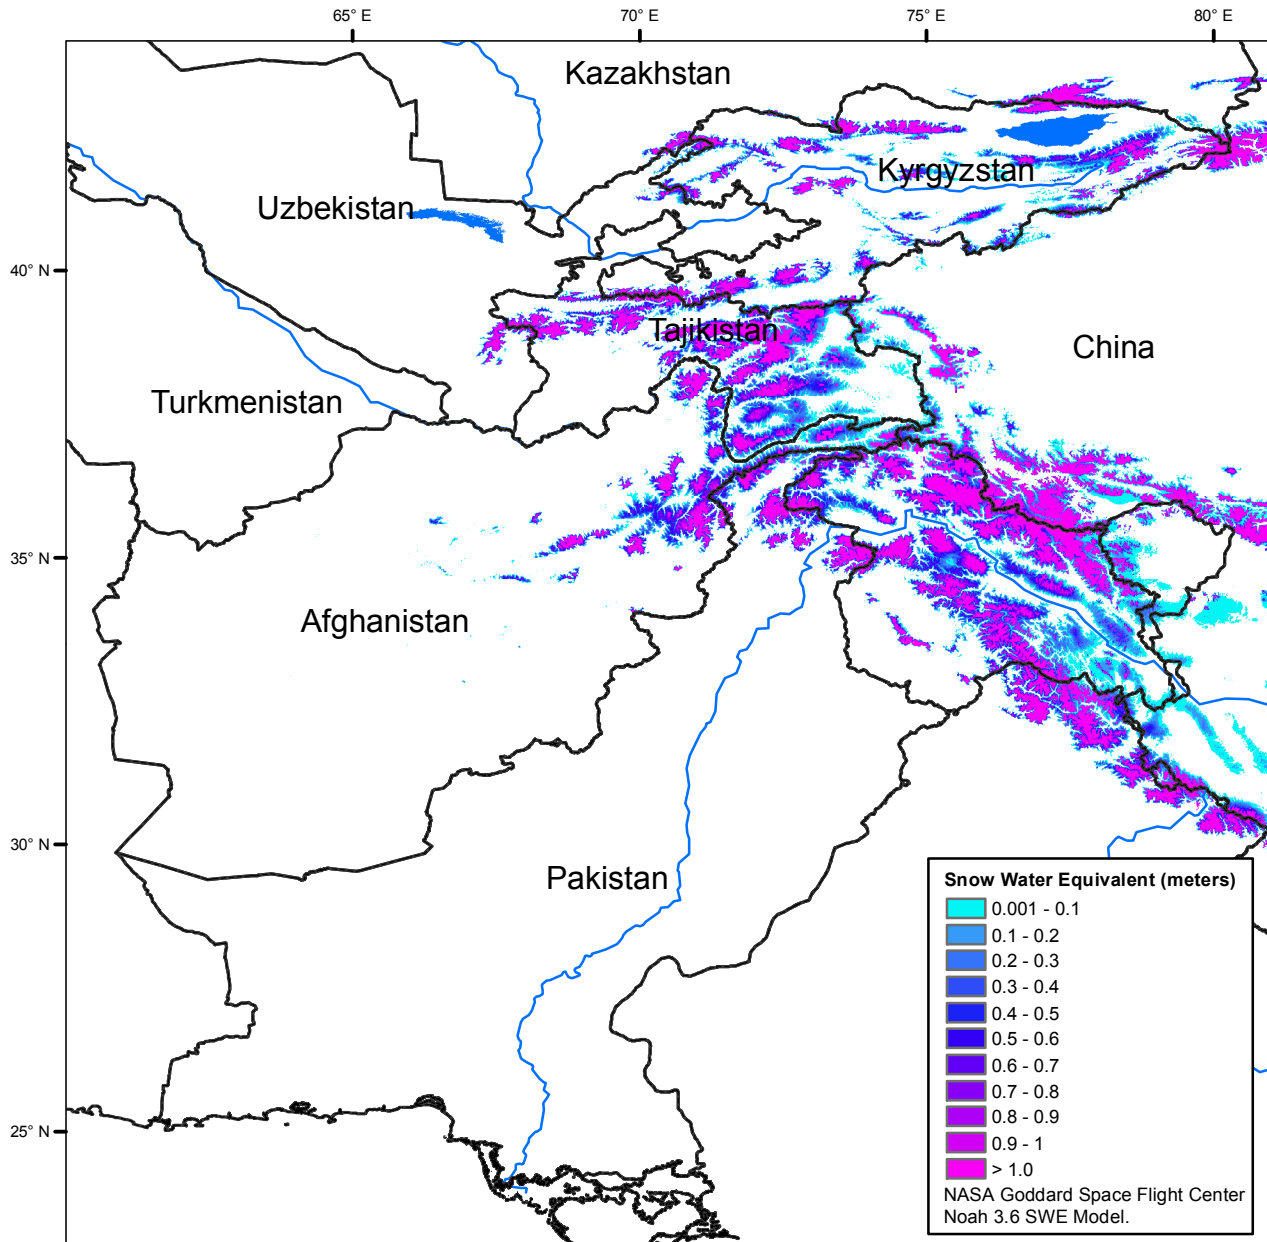 65° E
70° E
75° E
80° E
Kazakhstan
Kyrgyzstan
Uzbekistan
40° N
Tajikistan
China
Turkmenistan
35° N
Afghanistan
30° N
Pakistan
25° N
Snow Water Equivalent (meters)
0.001 - 0.1
0.1 - 0.2
0.2 - 0.3
0.3 - 0.4
0.4 - 0.5
0.5 - 0.6
0.6 - 0.7
0.7 - 0.8
0.8 - 0.9
0.9 - 1
> 1.0
NASA Goddard Space Flight Center
Noah 3.6 SWE Model.